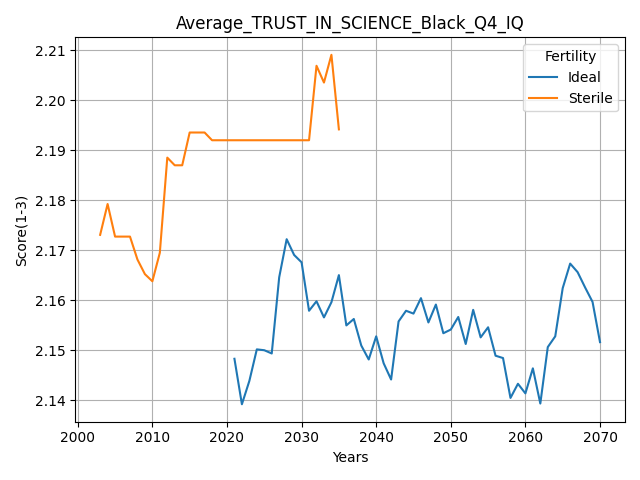 Average_TRUST_IN_SCIENCE_Black_Q4_IQ
Fertility
Ideal
Sterile
Score(1-3)
2.21
2.20
2.19
2.18
2.17
2.16
2.15
2.14
2000 2010 2020 2030 2040 2050 2060 2070
Years